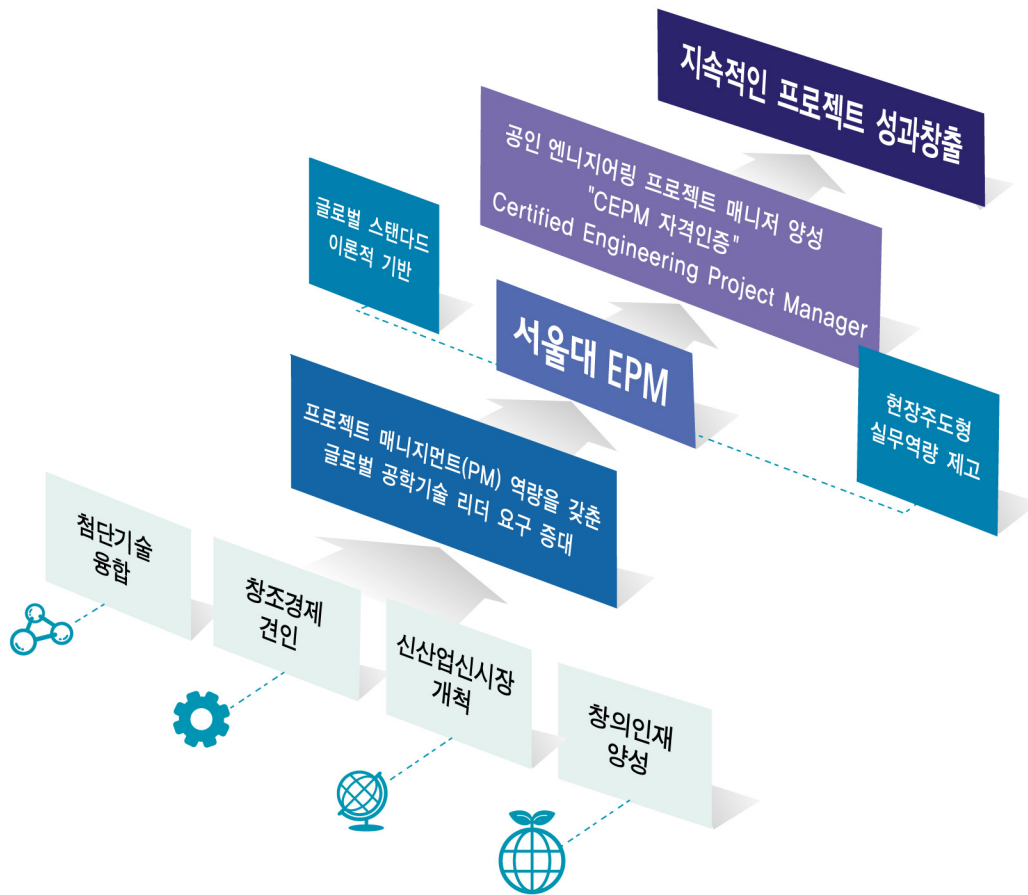 지속적인 프로젝트 성과창출
공인 엔니지어링 프로젝트 매니저 양성
"CEPM 자격인증"
Certified Engineering Project Manager
글로벌 스탠다드
이론적 기반
서울대 EPM
현장주도형
실무역량 제고
프로젝트 매니지먼트(PM) 역량을 갖춘
글로벌 공학기술 리더 요구 증대
첨단기술
융합
창조경제
견인
신산업신시장
개척
창의인재
양성